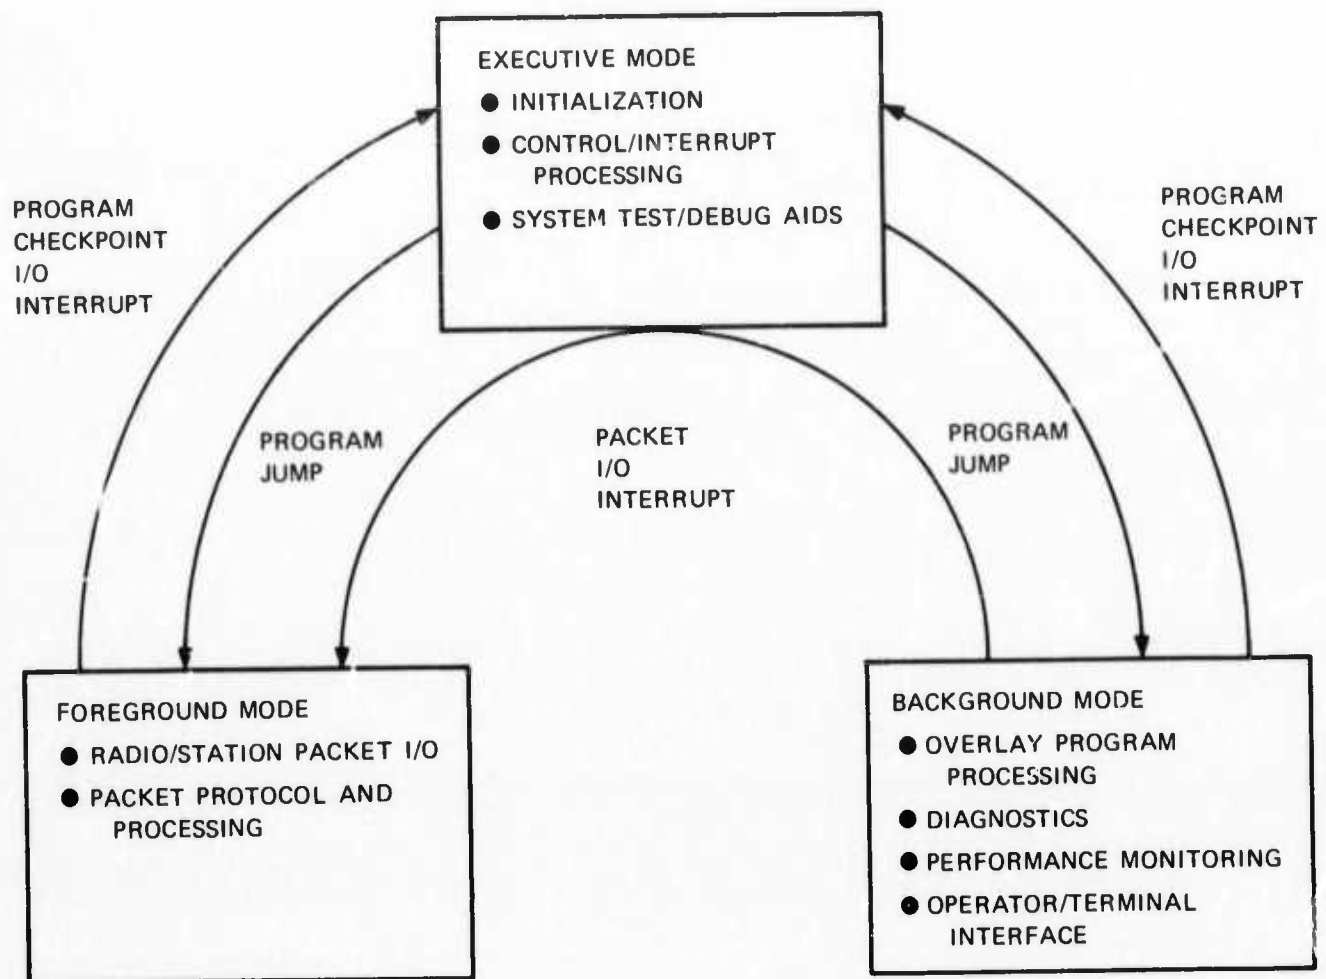 EXECUTIVE MODE
● INITIALIZATION
● CONTROL/INTERRUPT
PROCESSING
● SYSTEM TEST/DEBUG AIDS
PROGRAM
CHECKPOINT
I/O
INTERRUPT
PROGRAM
CHECKPOINT
I/O
INTERRUPT
PROGRAM
JUMP
PACKET
I/O
INTERRUPT
PROGRAM
JUMP
FOREGROUND MODE
● RADIO/STATION PACKET I/O
● PACKET PROTOCOL AND
PROCESSING
BACKGROUND MODE
● OVERLAY PROGRAM
PROCESSING
● DIAGNOSTICS
● PERFORMANCE MONITORING
● OPERATOR/TERMINAL
INTERFACE